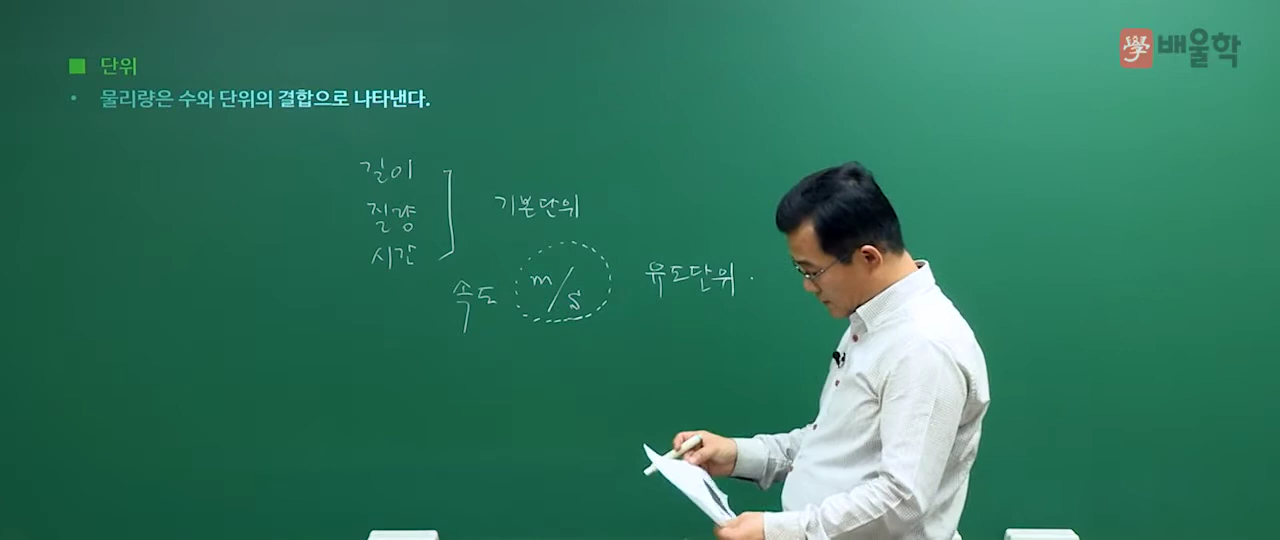 學 배울학
■ 단위
• 물리량은 수와 단위의 결합으로 나타낸다.
길이
질량
시간
기본단위
속도 m/s 유도단위.